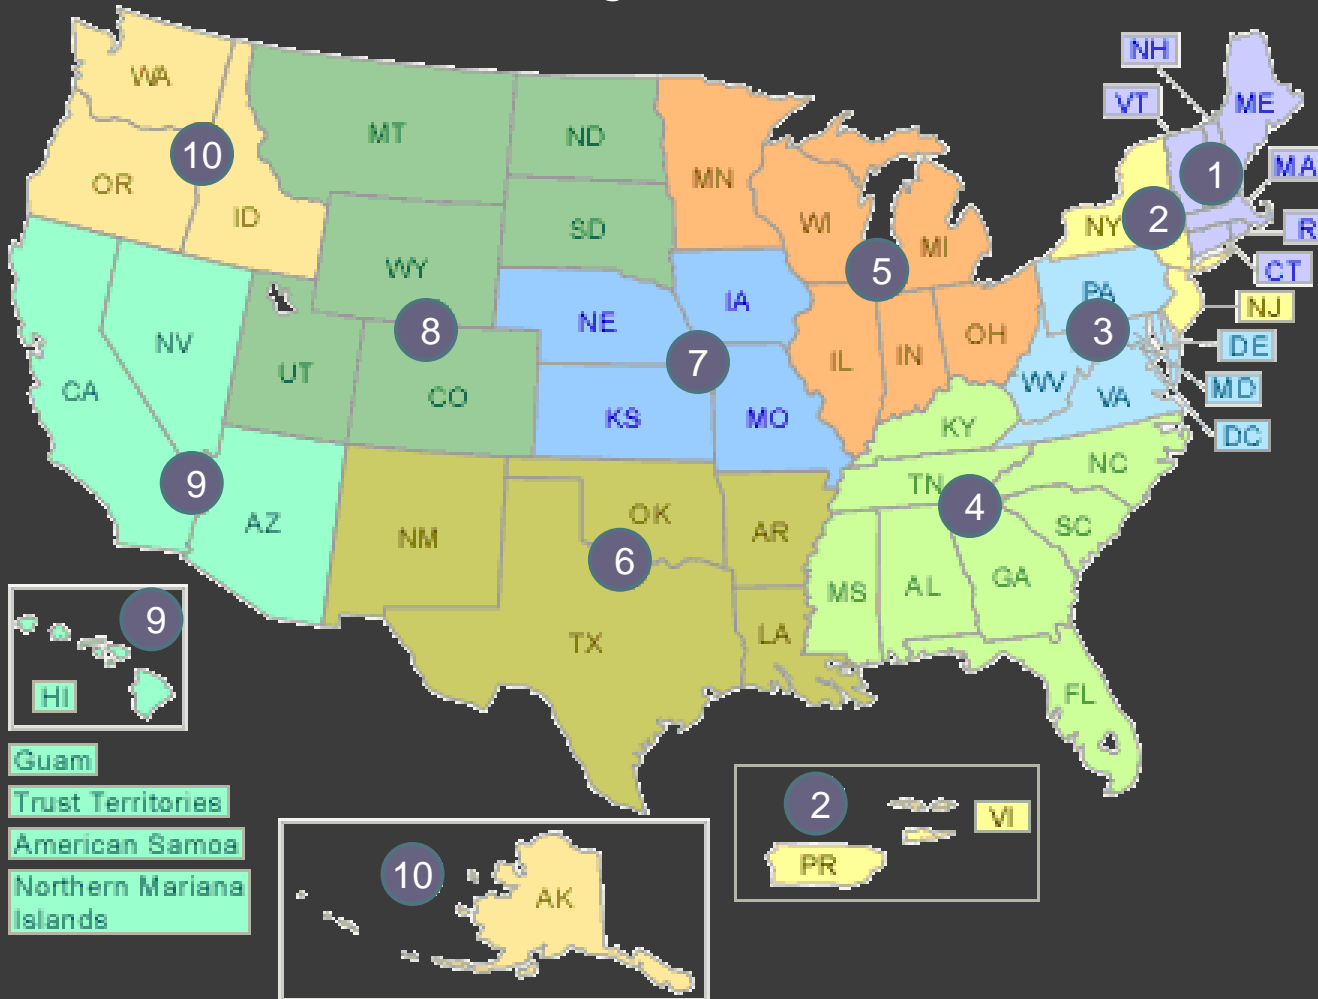 NH
VT
ME
WA
MT
ND
MN
10
OR
ID
SD
WI
MI
1
MA
2
NY
R
CT
WY
5
IA
PA
NJ
NE
8
3
DE
NV
7
IL
IN
OH
UT
WV
MD
CA
CO
VA
KS
MO
KY
DC
9
NC
TN
4
AZ
OK
SC
NM
AR
6
GA
MS
AL
9
TX
LA
HI
FL
Guam
Trust Territories
2
VI
American Samoa
PR
10
Northern Mariana
Islands
AK